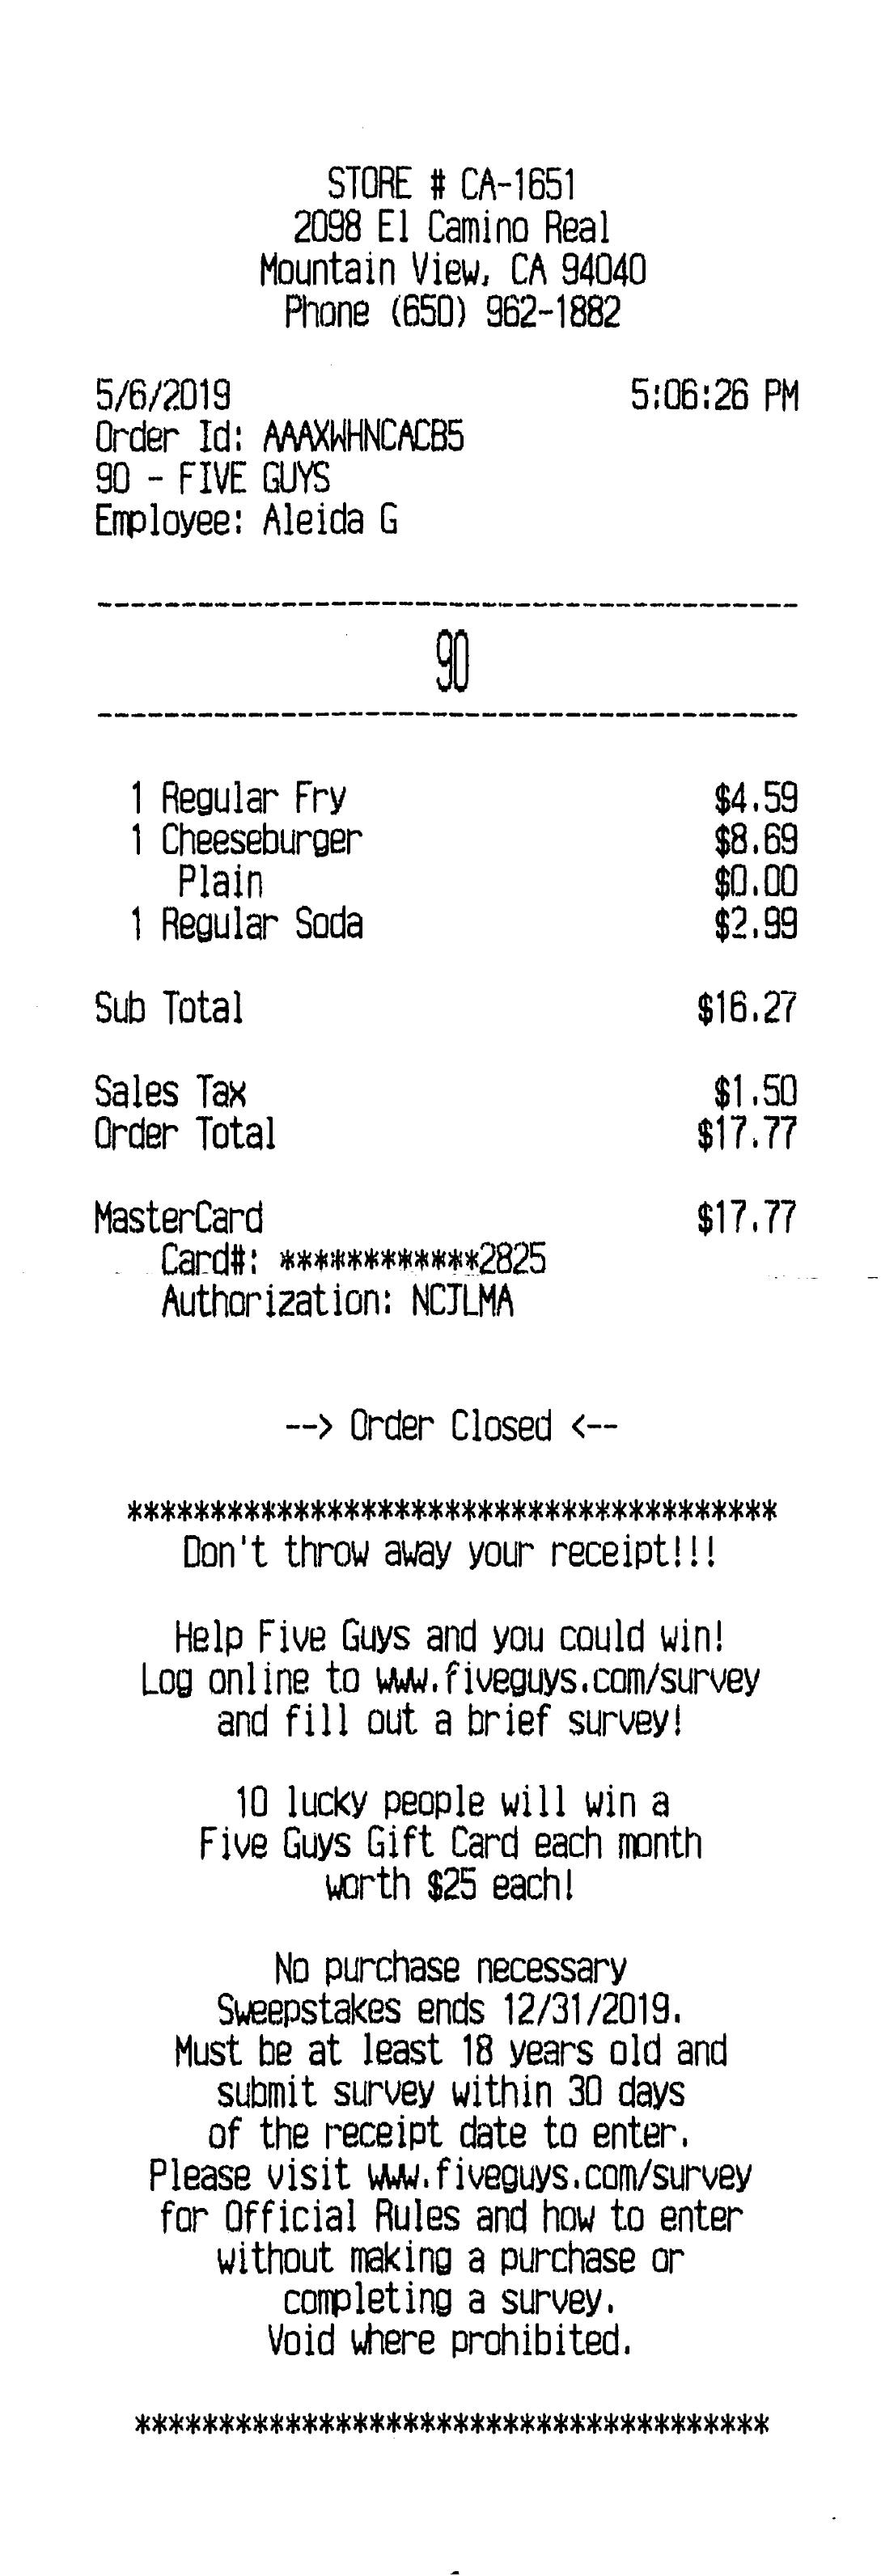 STORE # CA-1651
2098 El Camino Real
Mountain View, CA 94040
Phone (650) 962-1882
5/6/2019 5:06:26 PM
Order Id: AAAXWHNCACB5
90 - FIVE GUYS
Employee: Aleida G
------------------------------------------
90
------------------------------------------
1 Regular Fry $4.59
1 Cheeseburger $8.69
Plain $0.00
1 Regular Soda $2.99
Sub Total $16.27
Sales Tax $1.50
Order Total $17.77
MasterCard $17.77
Card#: ************2825
Authorization: NCJLMA
--> Order Closed <--
***************************************
Don't throw away your receipt!!!
Help Five Guys and you could win!
Log online to www.fiveguys.com/survey
and fill out a brief survey!
10 lucky people will win a
Five Guys Gift Card each month
worth $25 each!
No purchase necessary
Sweepstakes ends 12/31/2019.
Must be at least 18 years old and
submit survey within 30 days
of the receipt date to enter.
Please visit www.fiveguys.com/survey
for Official Rules and how to enter
without making a purchase or
completing a survey.
Void where prohibited.
**************************************